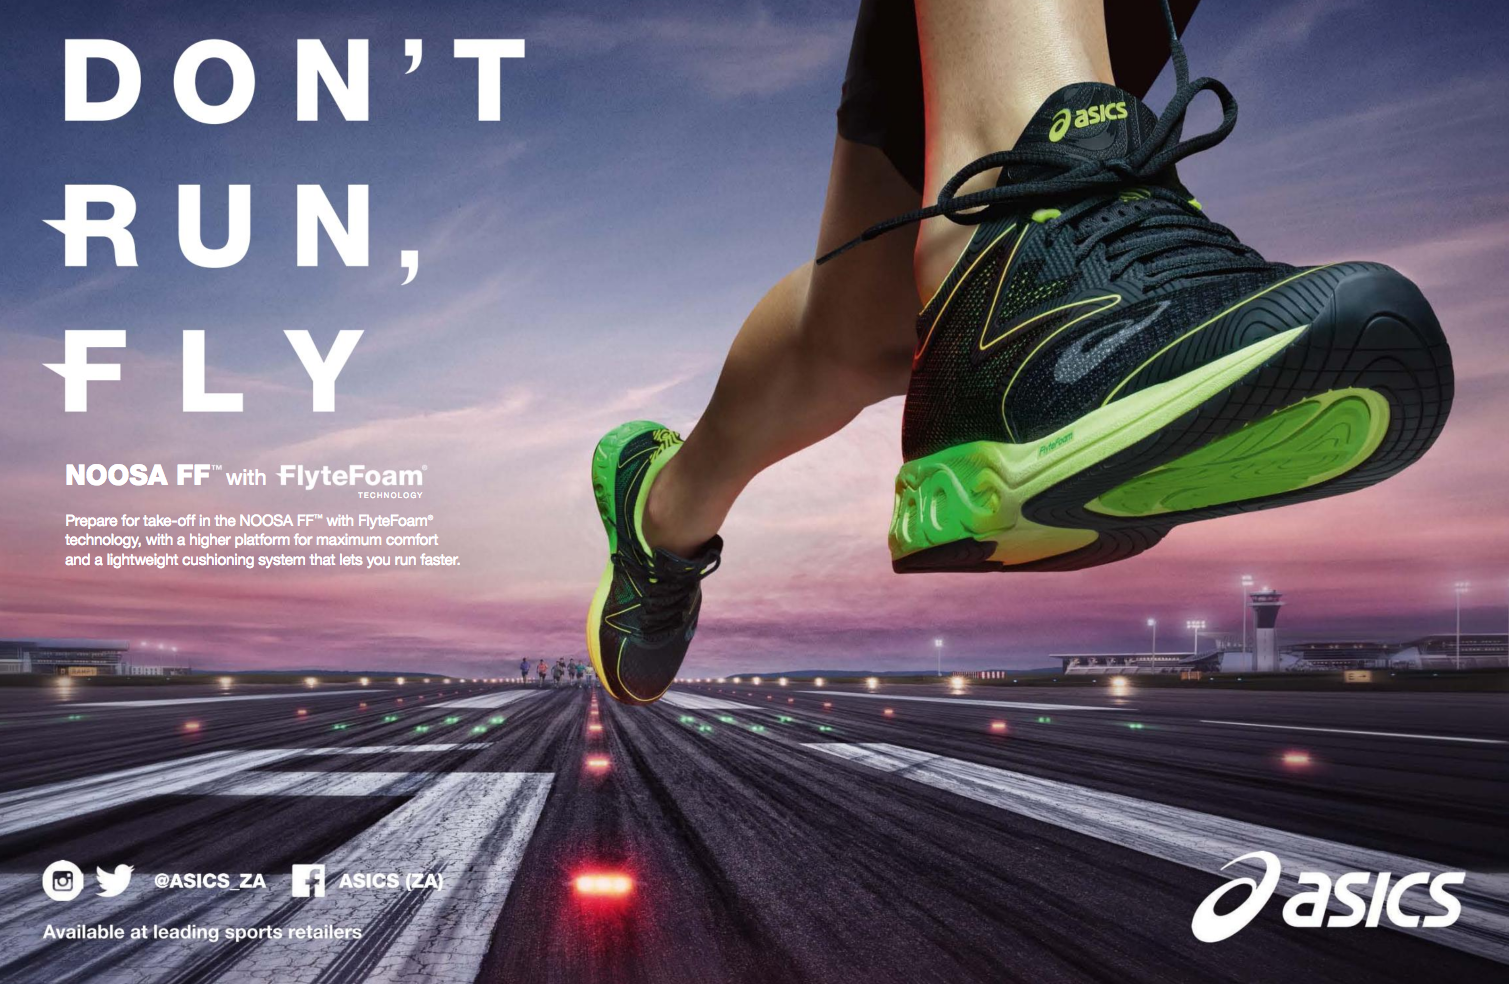 DON’T
RUN,
FLY
NOOSA FF™ with FlyteFoam®
TECHNOLOGY
Prepare for take-off in the NOOSA FF™ with FlyteFoam®
technology, with a higher platform for maximum comfort
and a lightweight cushioning system that lets you run faster.
asics
FlyteFoam
@ASICS_ZA ASICS (ZA)
Available at leading sports retailers
asics